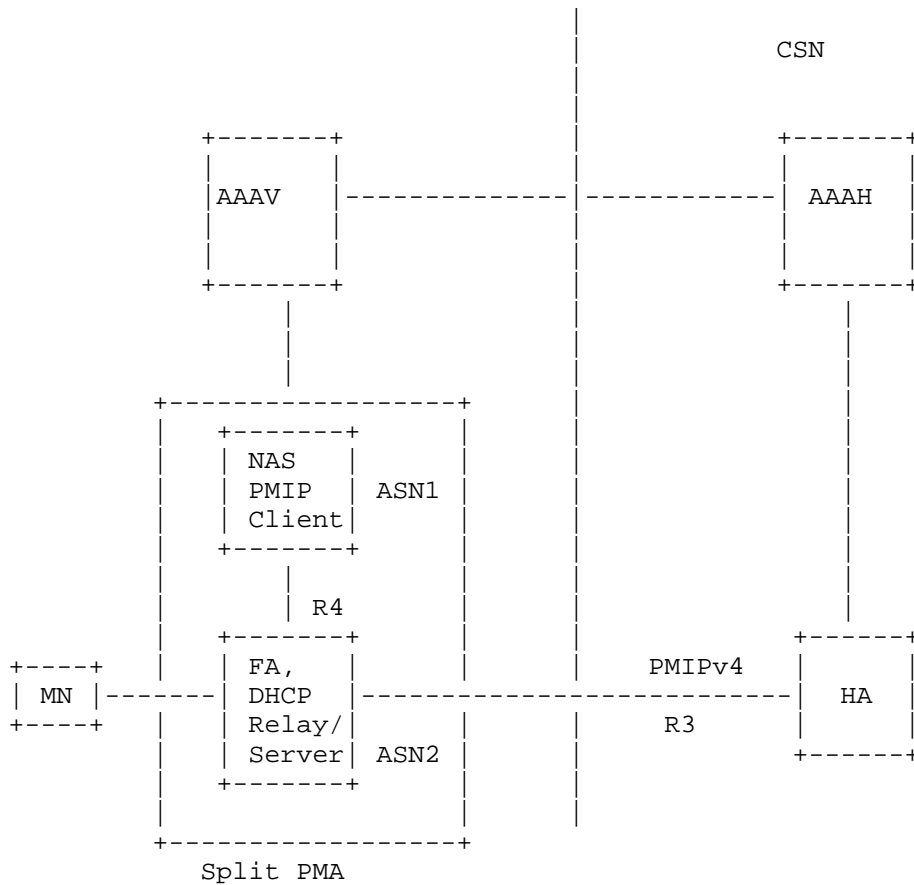 CSN
AAAV AAAH
NAS
PMIP ASN1
Client
R4
FA, PMIPv4
MN DHCP HA
Relay/ R3
Server ASN2
Split PMA